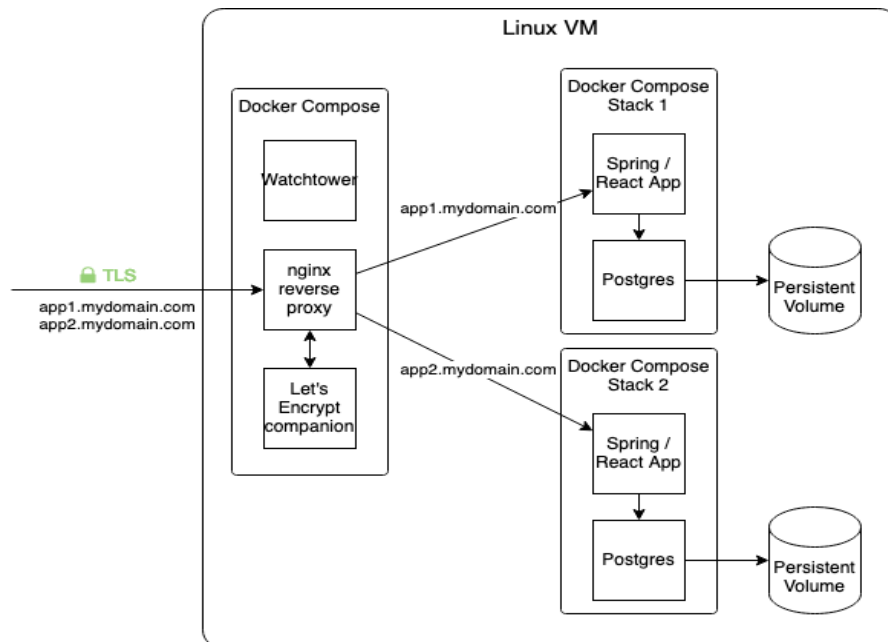 Linux VM
Docker Compose
Watchtower
TLS
app1.mydomain.com
app2.mydomain.com
nginx
reverse
proxy
Let's
Encrypt
companion
app1.mydomain.com
app2.mydomain.com
Docker Compose
Stack 1
Spring /
React App
Postgres
Persistent
Volume
Docker Compose
Stack 2
Spring /
React App
Postgres
Persistent
Volume